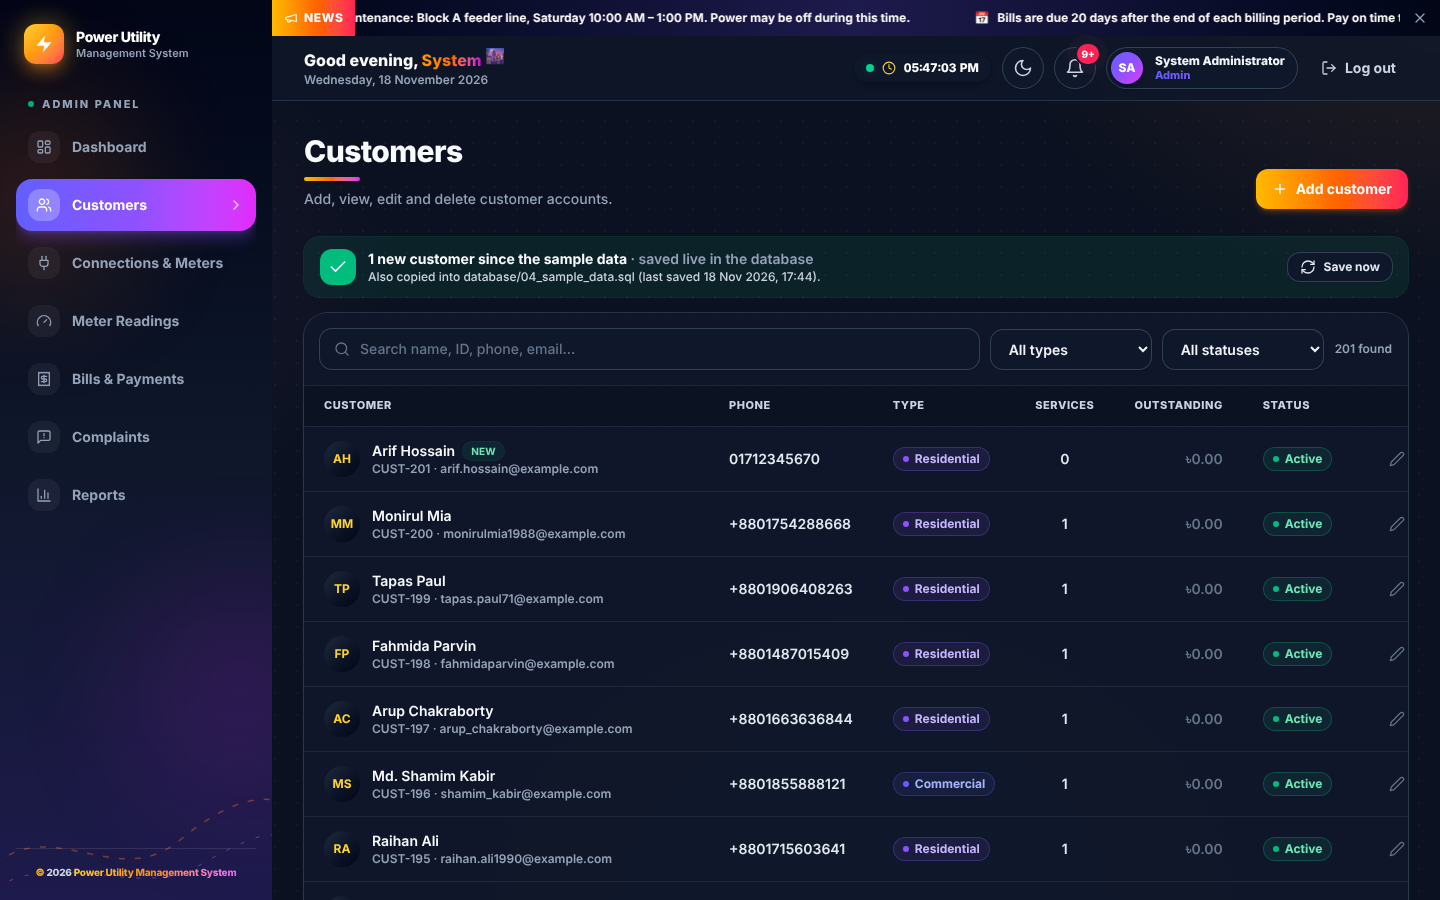 Power Utility
Management System
ADMIN PANEL
Dashboard
Customers
Connections & Meters
Meter Readings
Bills & Payments
Complaints
Reports
© 2026 Power Utility Management System
NEWS
ntenance: Block A feeder line, Saturday 10:00 AM – 1:00 PM. Power may be off during this time.
Bills are due 20 days after the end of each billing period. Pay on time
Good evening, System
Wednesday, 18 November 2026
05:47:03 PM
9+
SA
System Administrator
Admin
Log out
Customers
Add, view, edit and delete customer accounts.
Add customer
1 new customer since the sample data · saved live in the database
Also copied into database/04_sample_data.sql (last saved 18 Nov 2026, 17:44).
Save now
Search name, ID, phone, email...
All types
All statuses
201 found
CUSTOMER PHONE TYPE SERVICES OUTSTANDING STATUS
AH Arif Hossain NEW 01712345670 Residential 0 ৳0.00 Active
CUST-201 · arif.hossain@example.com
MM Monirul Mia +8801754288668 Residential 1 ৳0.00 Active
CUST-200 · monirulmia1988@example.com
TP Tapas Paul +8801906408263 Residential 1 ৳0.00 Active
CUST-199 · tapas.paul71@example.com
FP Fahmida Parvin +8801487015409 Residential 1 ৳0.00 Active
CUST-198 · fahmidaparvin@example.com
AC Arup Chakraborty +8801663636844 Residential 1 ৳0.00 Active
CUST-197 · arup_chakraborty@example.com
MS Md. Shamim Kabir +8801855888121 Commercial 1 ৳0.00 Active
CUST-196 · shamim_kabir@example.com
RA Raihan Ali +8801715603641 Residential 1 ৳0.00 Active
CUST-195 · raihan.ali1990@example.com